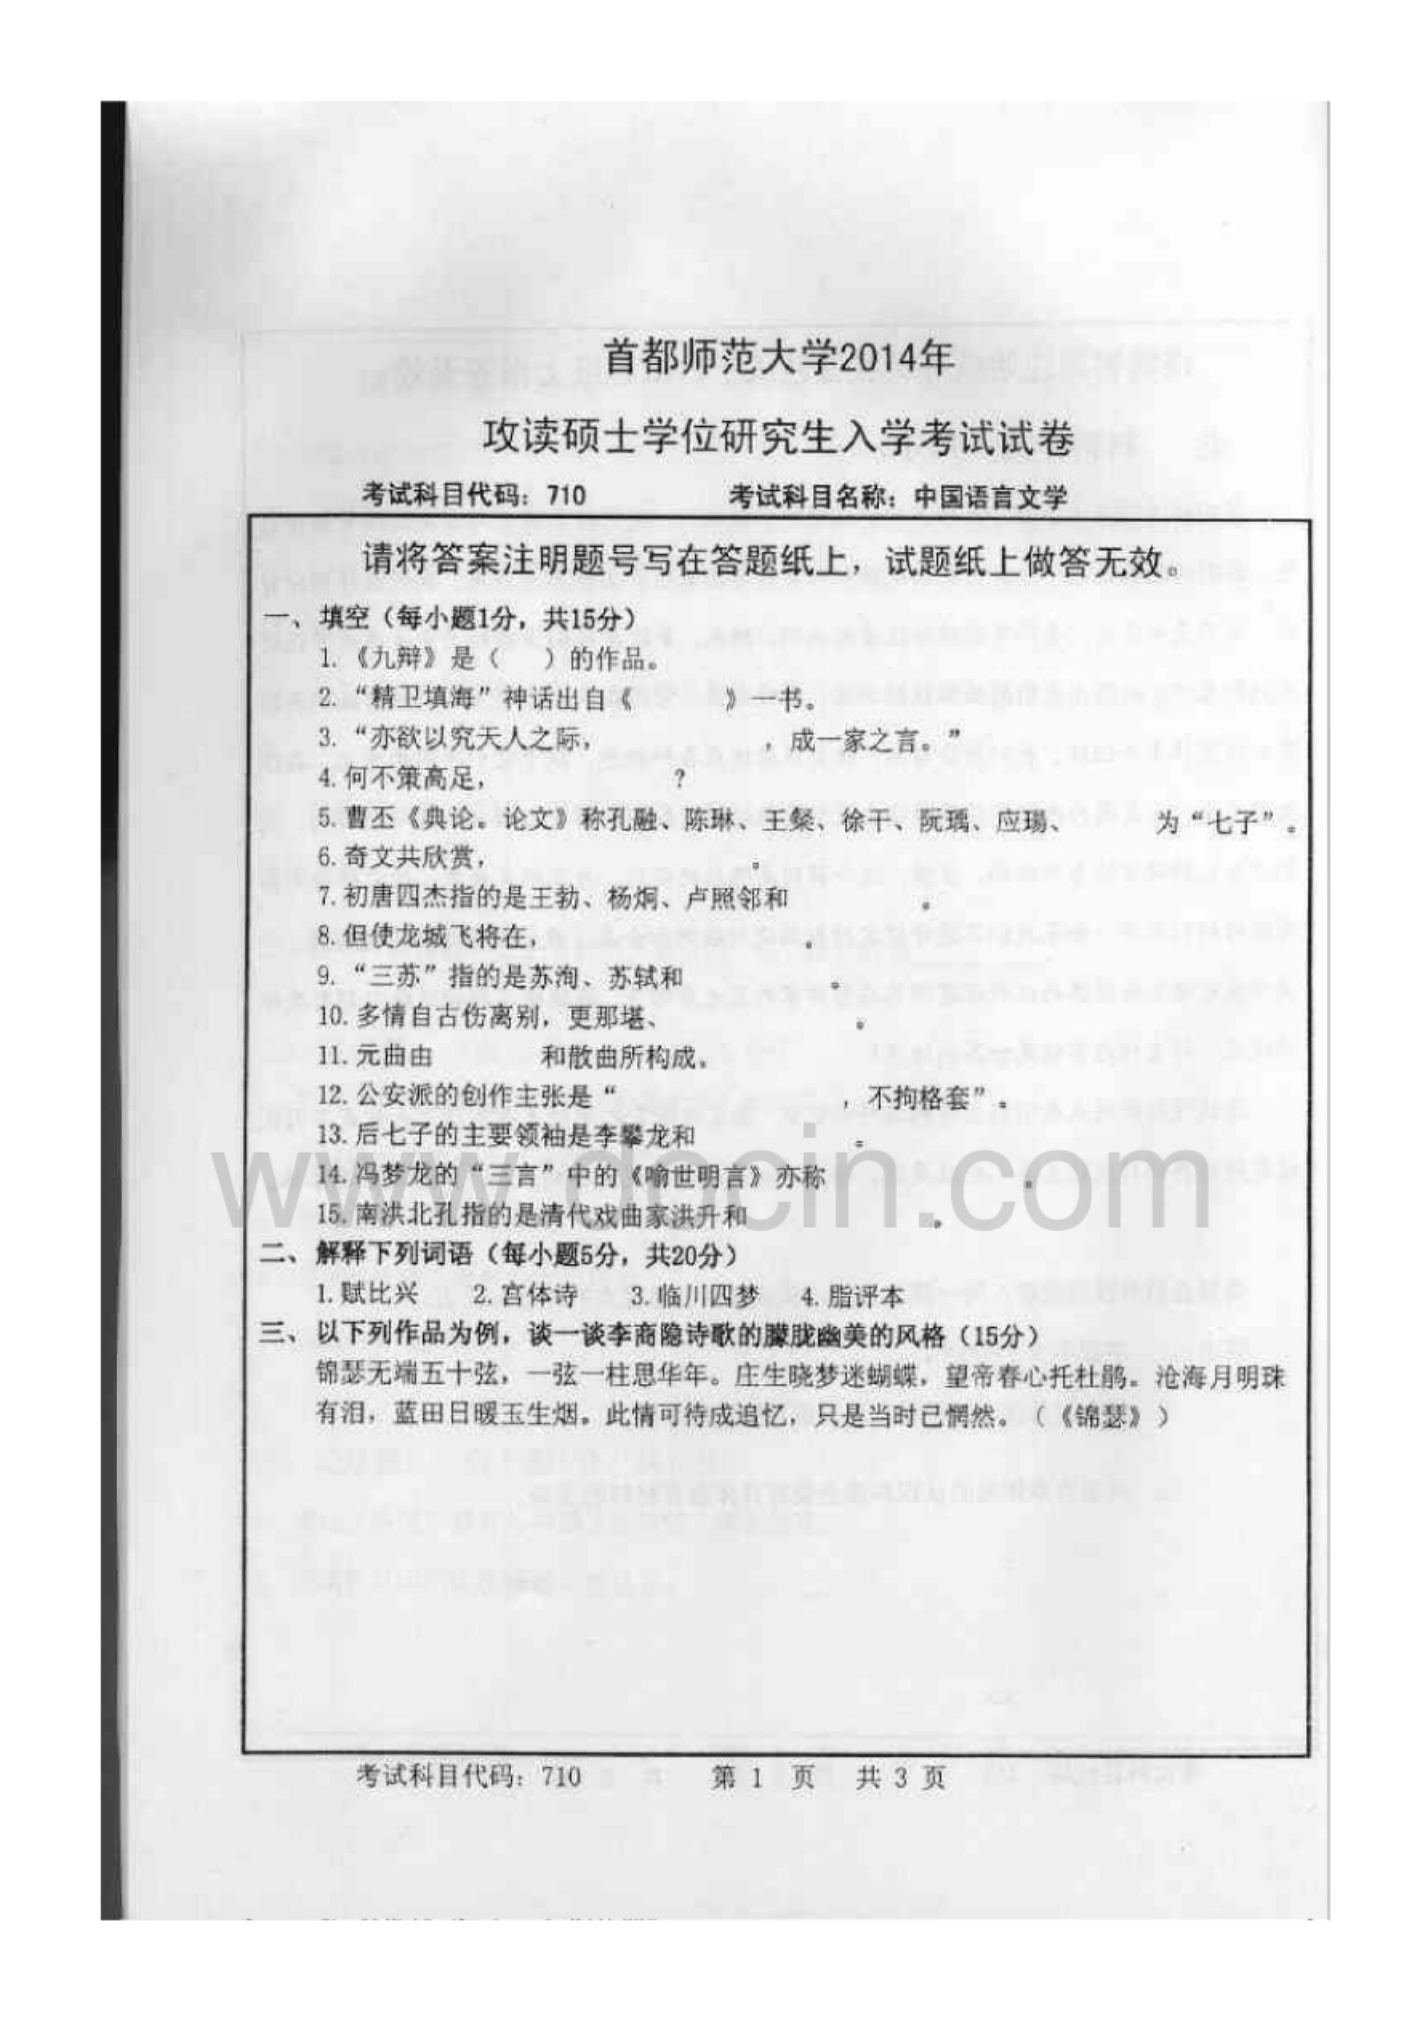 首都师范大学2014年
攻读硕士学位研究生入学考试试卷
考试科目代码：710 考试科目名称：中国语言文学
请将答案注明题号写在答题纸上，试题纸上做答无效。
一、填空（每小题1分，共15分）
1.《九辩》是（ ）的作品。
2.“精卫填海”神话出自《 》一书。
3.“亦欲以究天人之际， ，成一家之言。”
4.何不策高足， ？
5.曹丕《典论。论文》称孔融、陈琳、王粲、徐干、阮瑀、应瑒、 为“七子”。
6.奇文共欣赏， 。
7.初唐四杰指的是王勃、杨炯、卢照邻和 。
8.但使龙城飞将在， 。
9.“三苏”指的是苏洵、苏轼和 。
10.多情自古伤离别，更那堪、 。
11.元曲由 和散曲所构成。
12.公安派的创作主张是“ ，不拘格套”。
13.后七子的主要领袖是李攀龙和 。
14.冯梦龙的“三言”中的《喻世明言》亦称 。
15.南洪北孔指的是清代戏曲家洪升和 。
www.docin.com
二、解释下列词语（每小题5分，共20分）
1.赋比兴 2.宫体诗 3.临川四梦 4.脂评本
三、以下列作品为例，谈一谈李商隐诗歌的朦胧幽美的风格（15分）
锦瑟无端五十弦，一弦一柱思华年。庄生晓梦迷蝴蝶，望帝春心托杜鹃。沧海月明珠
有泪，蓝田日暖玉生烟。此情可待成追忆，只是当时已惘然。（《锦瑟》）
考试科目代码：710 第 1 页 共 3 页